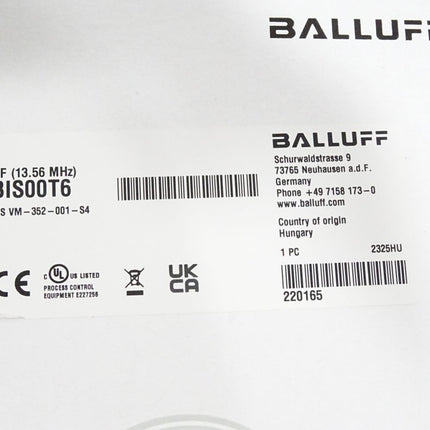 BALLUFF
F (13.56 MHz)
BIS00T6
S VM-352-001-S4
BALLUFF
Schurwaldstrasse 9
73765 Neuhausen a.d.F.
Germany
Phone +49 7158 173-0
www.balluff.com
Country of origin
Hungary
1 PC 2325HU
220165
CE
C UL US LISTED
PROCESS CONTROL
EQUIPMENT E227256
UK
CA